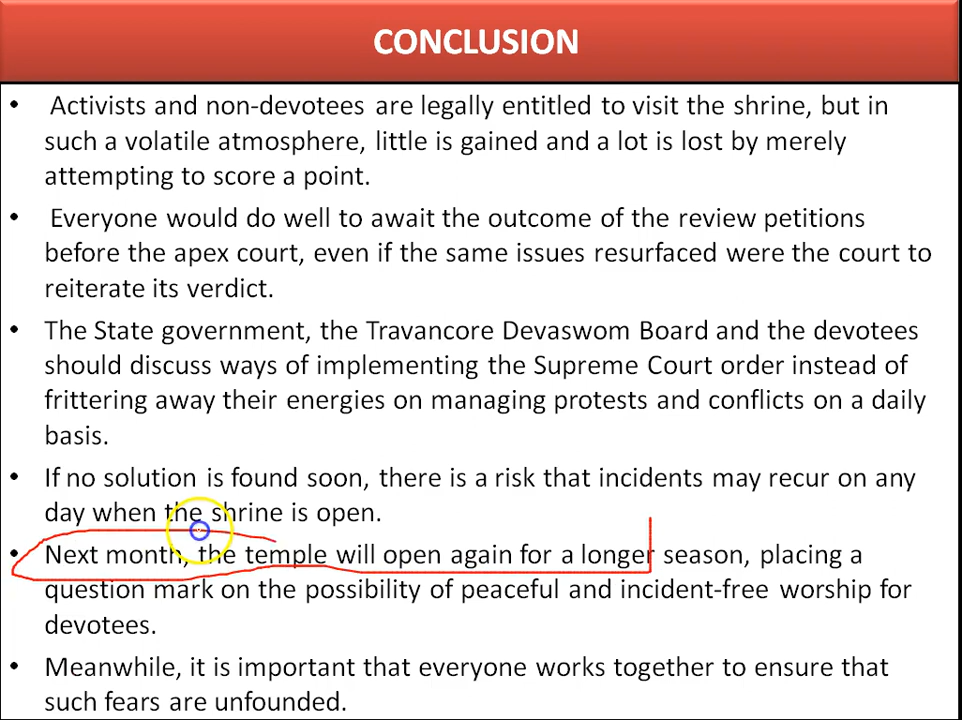 CONCLUSION
• Activists and non-devotees are legally entitled to visit the shrine, but in
such a volatile atmosphere, little is gained and a lot is lost by merely
attempting to score a point.
• Everyone would do well to await the outcome of the review petitions
before the apex court, even if the same issues resurfaced were the court to
reiterate its verdict.
• The State government, the Travancore Devaswom Board and the devotees
should discuss ways of implementing the Supreme Court order instead of
frittering away their energies on managing protests and conflicts on a daily
basis.
• If no solution is found soon, there is a risk that incidents may recur on any
day when the shrine is open.
• Next month, the temple will open again for a longer season, placing a
question mark on the possibility of peaceful and incident-free worship for
devotees.
• Meanwhile, it is important that everyone works together to ensure that
such fears are unfounded.